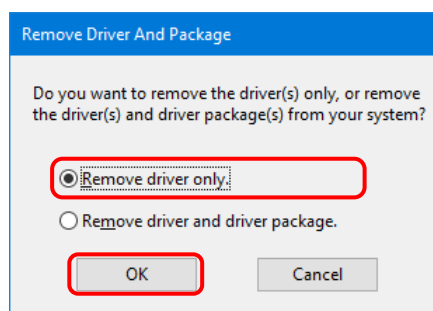 Remove Driver And Package
Do you want to remove the driver(s) only, or remove
the driver(s) and driver package(s) from your system?
Remove driver only.
Remove driver and driver package.
OK
Cancel